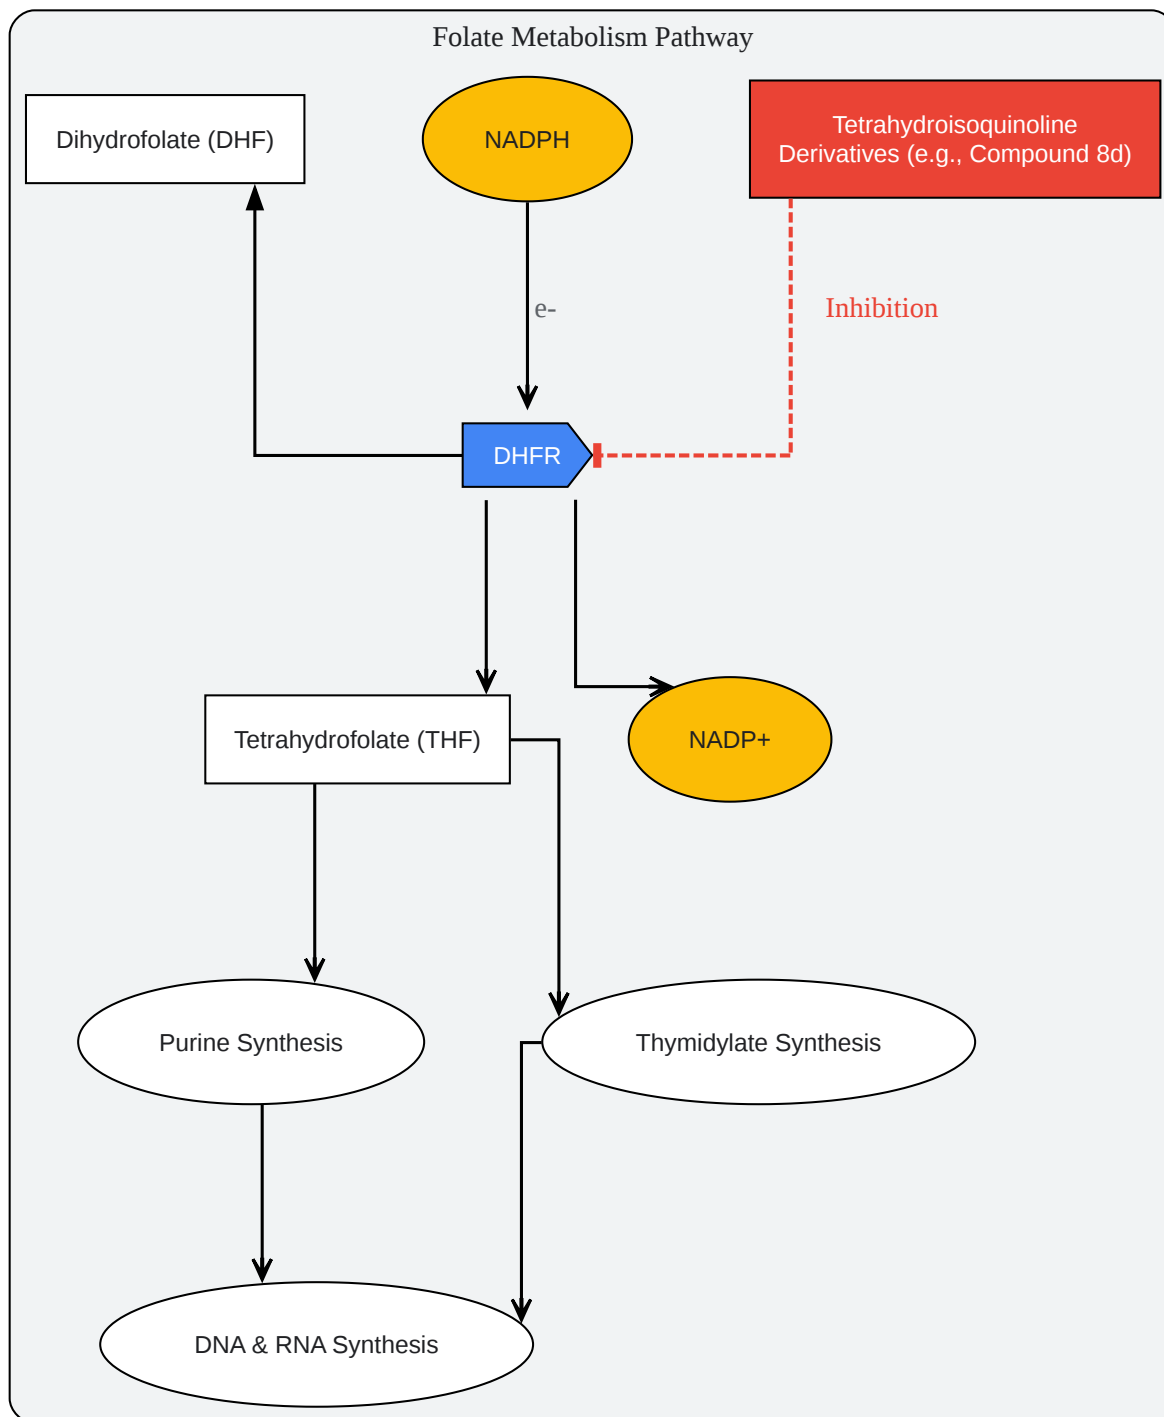 Folate Metabolism Pathway
Dihydrofolate (DHF)
NADPH
Tetrahydroisoquinoline
Derivatives (e.g., Compound 8d)
e-
Inhibition
DHFR
Tetrahydrofolate (THF)
NADP+
Purine Synthesis
Thymidylate Synthesis
DNA & RNA Synthesis